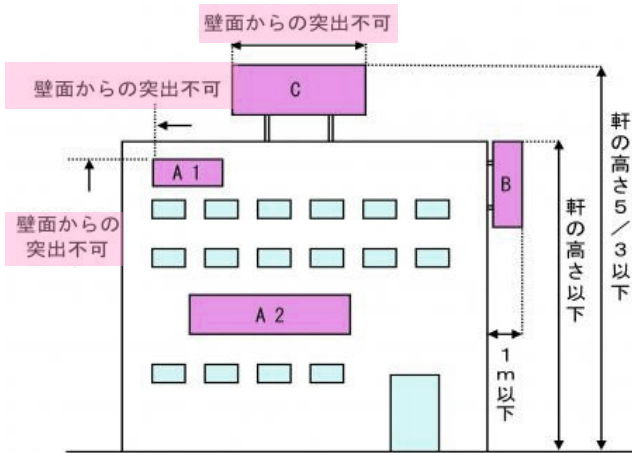 壁面からの突出不可
壁面からの突出不可
C
A1
B
壁面からの
突出不可
A2
1m以下
軒の高さ以下
軒の高さ5/3以下